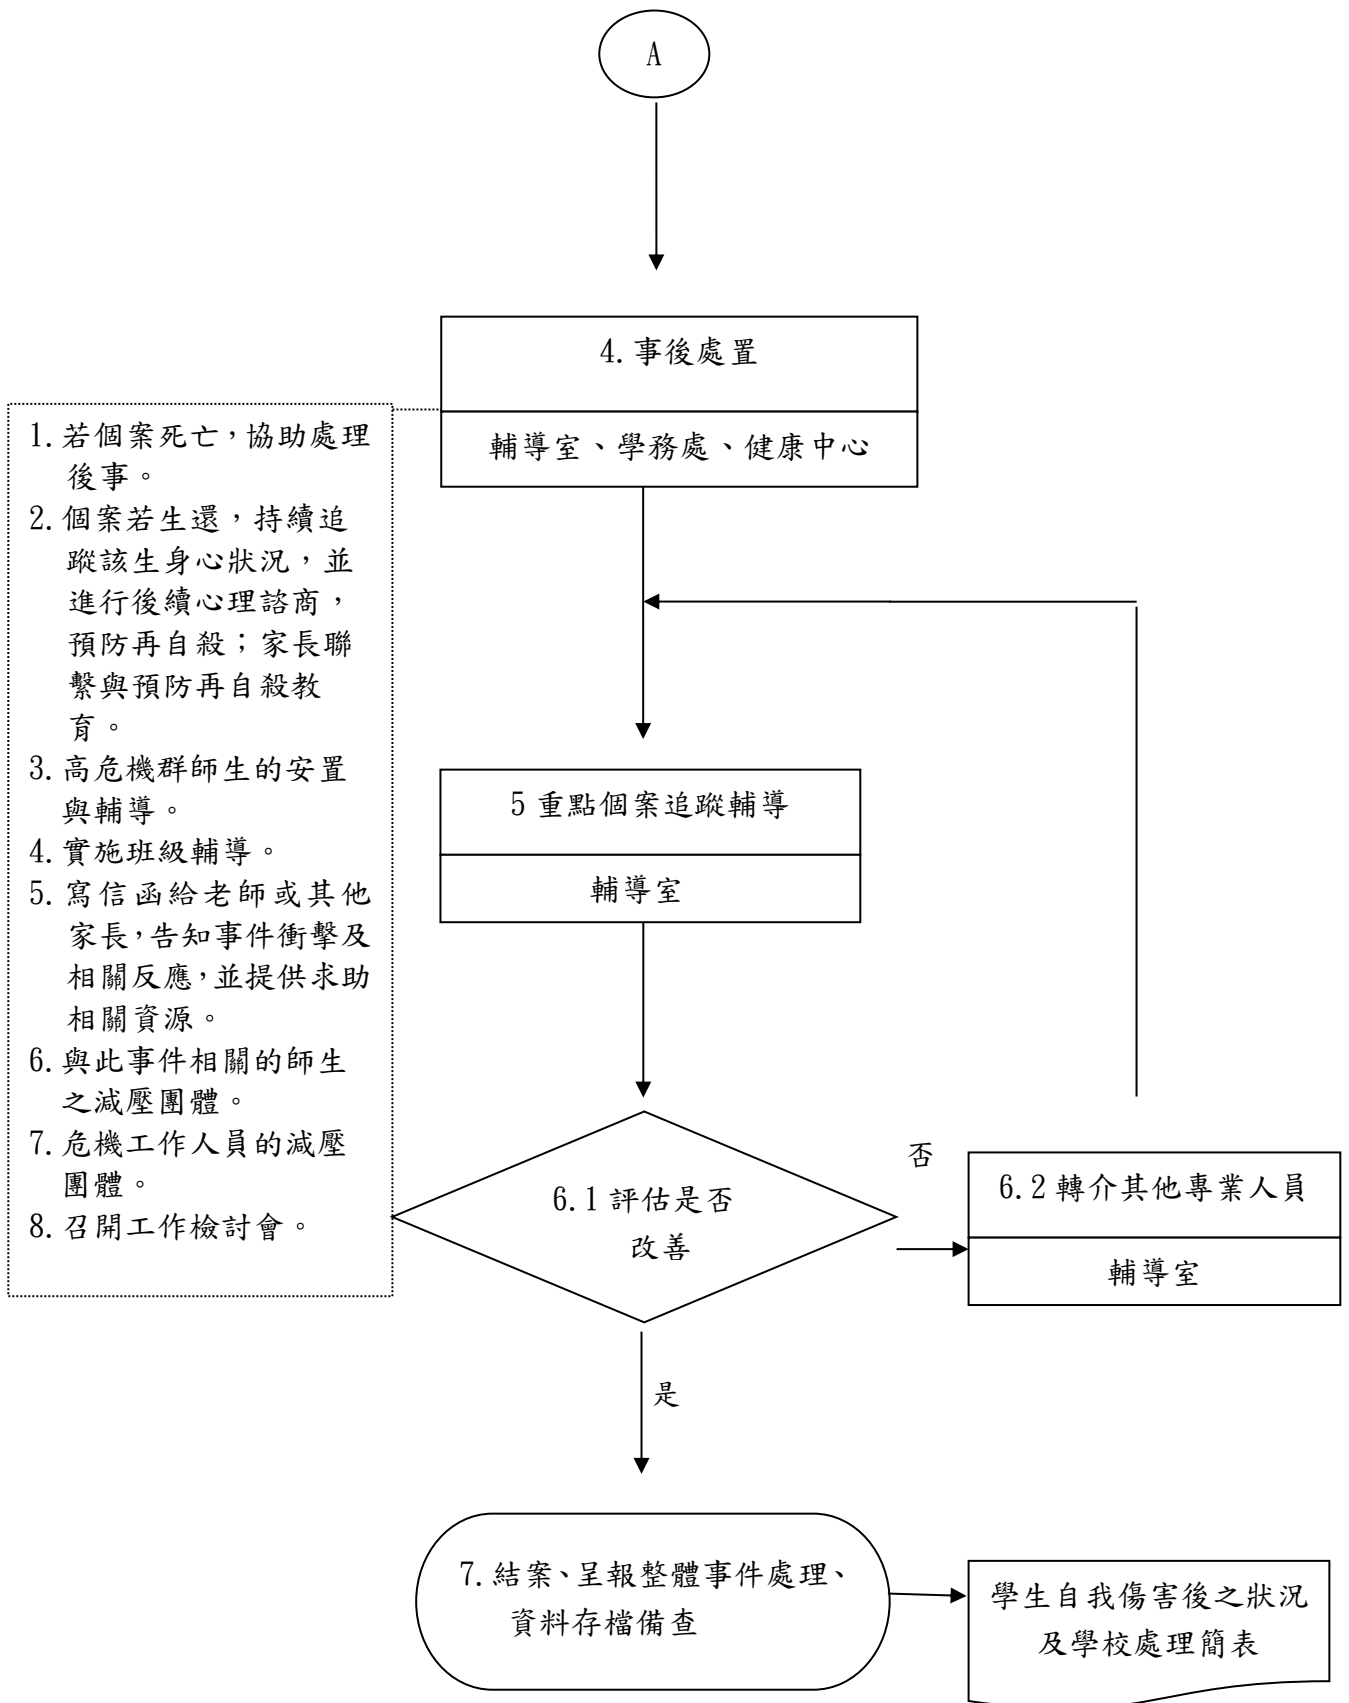 A
4.事後處置
輔導室、學務處、健康中心
1.若個案死亡，協助處理
後事。
2.個案若生還，持續追
蹤該生身心狀況，並
進行後續心理諮商，
預防再自殺；家長聯
繫與預防再自殺教
育。
3.高危機群師生的安置
與輔導。
4.實施班級輔導。
5.寫信函給老師或其他
家長，告知事件衝擊及
相關反應，並提供求助
相關資源。
6.與此事件相關的師生
之減壓團體。
7.危機工作人員的減壓
團體。
8.召開工作檢討會。
5 重點個案追蹤輔導
輔導室
6.1 評估是否
改善
否
6.2 轉介其他專業人員
輔導室
是
7.結案、呈報整體事件處理、
資料存檔備查
學生自我傷害後之狀況
及學校處理簡表